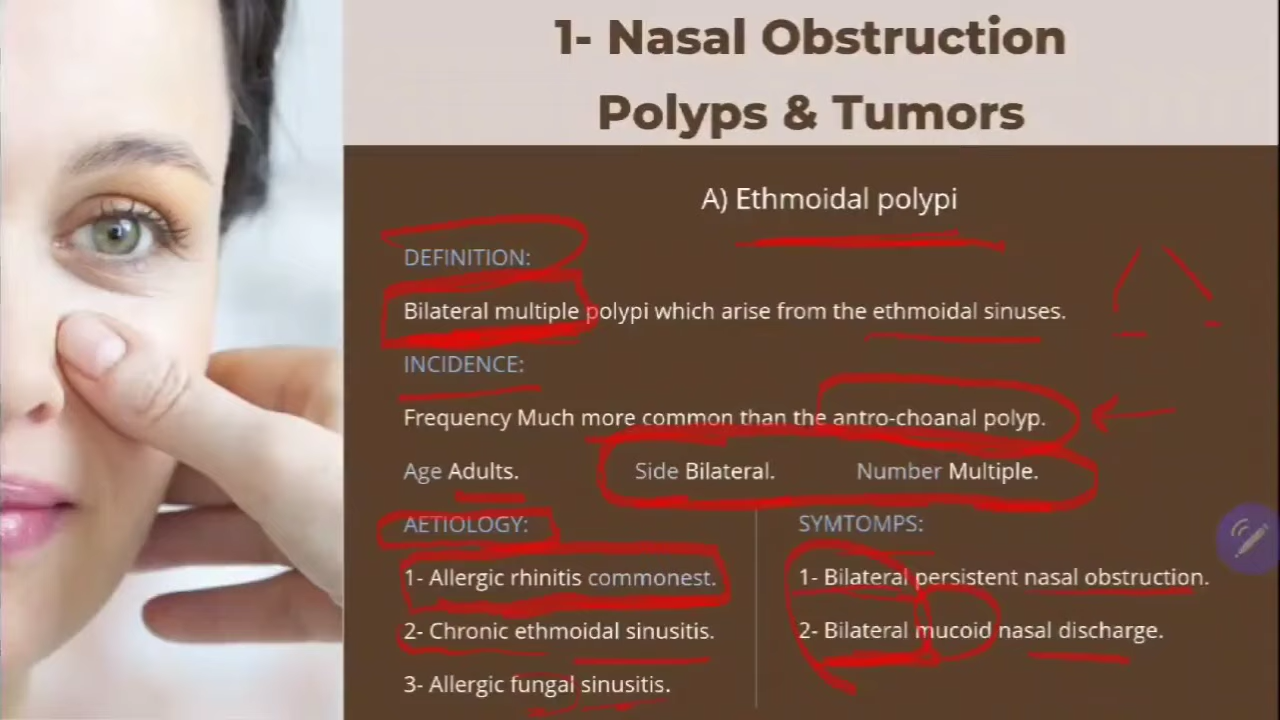 1- Nasal Obstruction
Polyps & Tumors
A) Ethmoidal polypi
DEFINITION:
Bilateral multiple polypi which arise from the ethmoidal sinuses.
INCIDENCE:
Frequency Much more common than the antro-choanal polyp.
Age Adults. Side Bilateral. Number Multiple.
AETIOLOGY:
1- Allergic rhinitis commonest.
2- Chronic ethmoidal sinusitis.
3- Allergic fungal sinusitis.
SYMTOMPS:
1- Bilateral persistent nasal obstruction.
2- Bilateral mucoid nasal discharge.